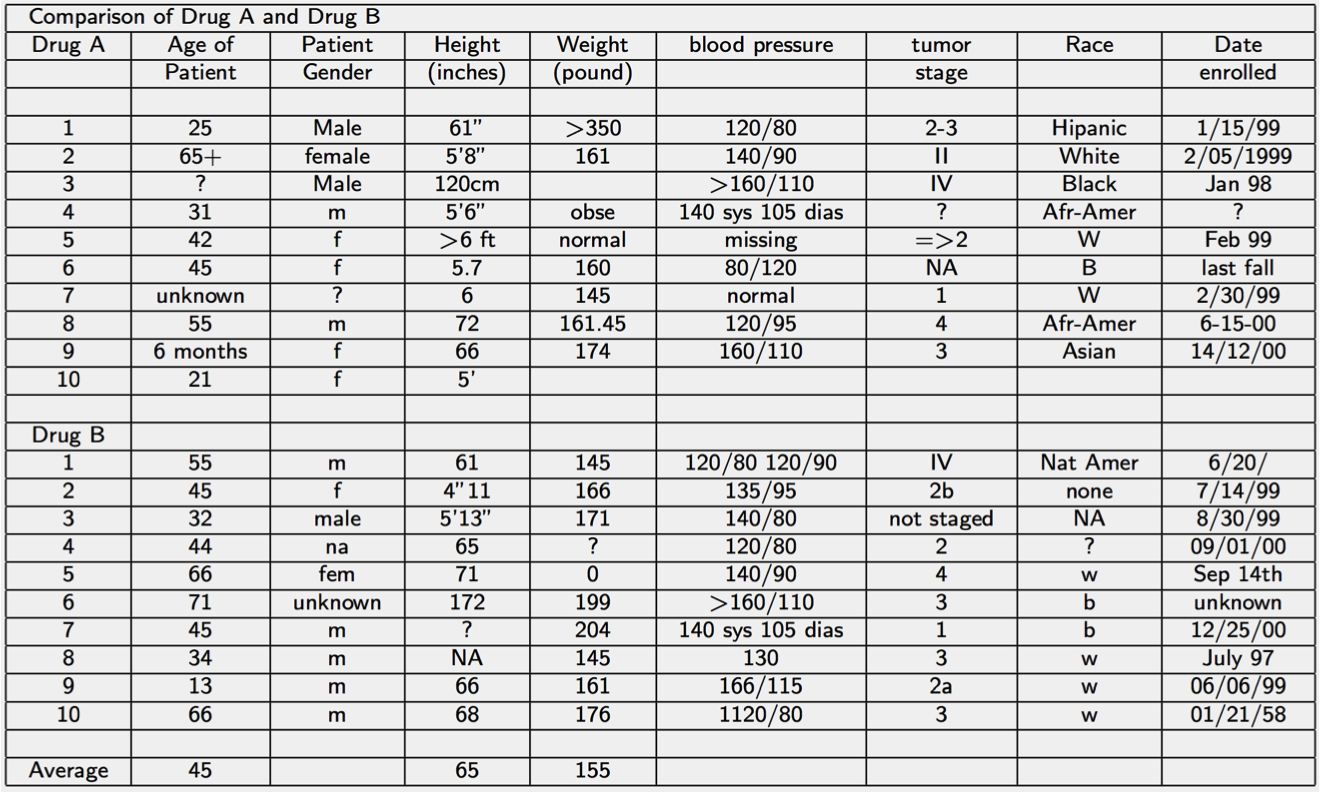 Comparison of Drug A and Drug B
Drug A Age of Patient Height Weight blood pressure tumor Race Date
Patient Gender (inches) (pound) stage enrolled
1 25 Male 61" >350 120/80 2-3 Hipanic 1/15/99
2 65+ female 5'8" 161 140/90 II White 2/05/1999
3 ? Male 120cm >160/110 IV Black Jan 98
4 31 m 5'6" obse 140 sys 105 dias ? Afr-Amer ?
5 42 f >6 ft normal missing =>2 W Feb 99
6 45 f 5.7 160 80/120 NA B last fall
7 unknown ? 6 145 normal 1 W 2/30/99
8 55 m 72 161.45 120/95 4 Afr-Amer 6-15-00
9 6 months f 66 174 160/110 3 Asian 14/12/00
10 21 f 5'
Drug B
1 55 m 61 145 120/80 120/90 IV Nat Amer 6/20/
2 45 f 4"11 166 135/95 2b none 7/14/99
3 32 male 5'13" 171 140/80 not staged NA 8/30/99
4 44 na 65 ? 120/80 2 ? 09/01/00
5 66 fem 71 0 140/90 4 w Sep 14th
6 71 unknown 172 199 >160/110 3 b unknown
7 45 m ? 204 140 sys 105 dias 1 b 12/25/00
8 34 m NA 145 130 3 w July 97
9 13 m 66 161 166/115 2a w 06/06/99
10 66 m 68 176 1120/80 3 w 01/21/58
Average 45 65 155